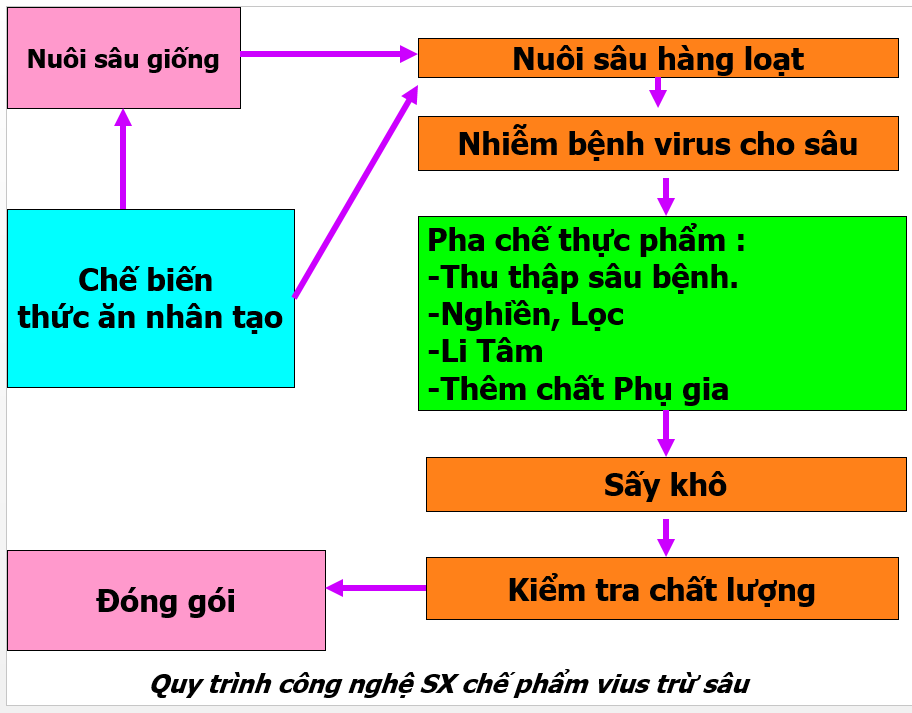 Nuôi sâu giống
Nuôi sâu hàng loạt
Nhiễm bệnh virus cho sâu
Chế biến
thức ăn nhân tạo
Pha chế thực phẩm :
-Thu thập sâu bệnh.
-Nghiền, Lọc
-Li Tâm
-Thêm chất Phụ gia
Sấy khô
Kiểm tra chất lượng
Đóng gói
Quy trình công nghệ SX chế phẩm vius trừ sâu